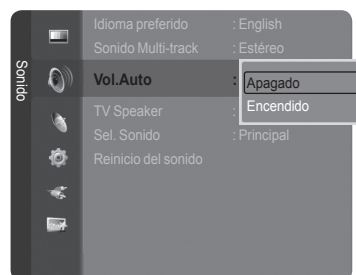 Sonido
Idioma preferido : English
Sonido Multi-track : Estéreo
Vol.Auto :
Apagado
Encendido
TV Speaker :
Sel. Sonido : Principal
Reinicio del sonido